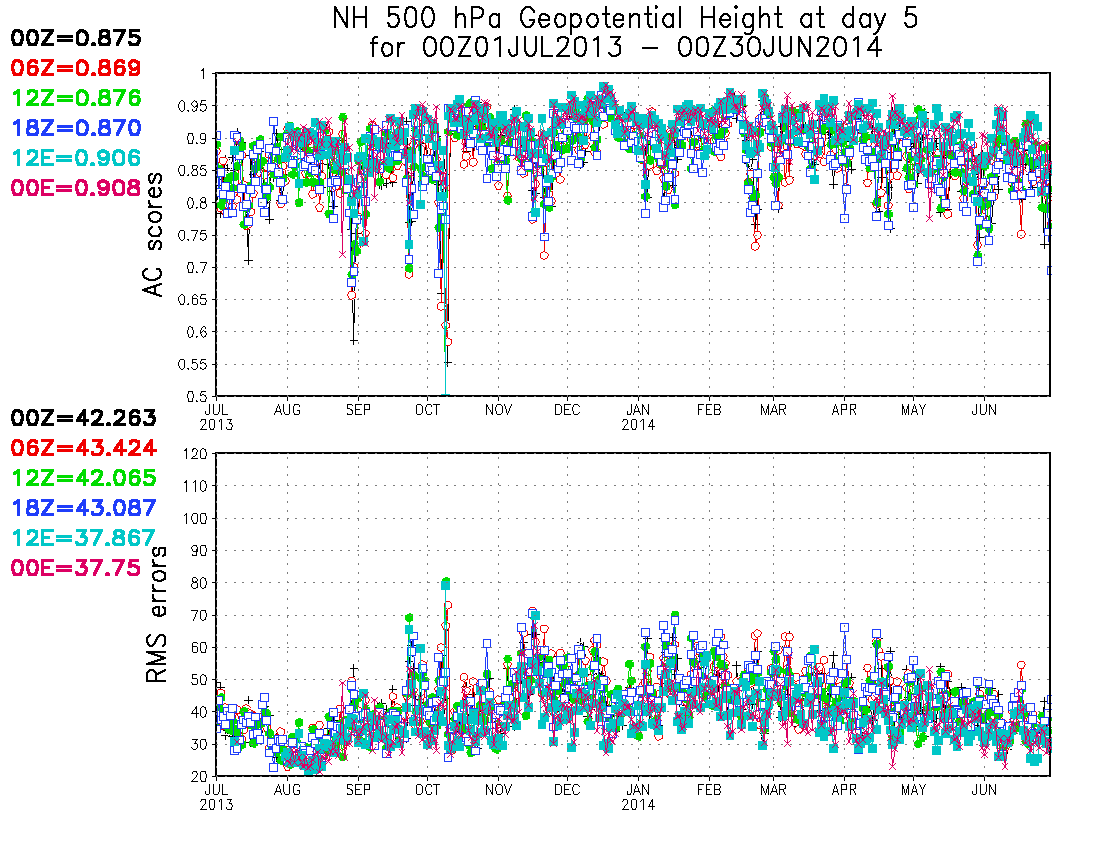 NH 500 hPa Geopotential Height at day 5
for 00Z01JUL2013 – 00Z30JUN2014
00Z=0.875
06Z=0.869
12Z=0.876
18Z=0.870
12E=0.906
00E=0.908
AC scores
1
0.95
0.9
0.85
0.8
0.75
0.7
0.65
0.6
0.55
0.5
JUL AUG SEP OCT NOV DEC JAN FEB MAR APR MAY JUN
2013 2014
00Z=42.263
06Z=43.424
12Z=42.065
18Z=43.087
12E=37.867
00E=37.75
RMS errors
120
110
100
90
80
70
60
50
40
30
20
JUL AUG SEP OCT NOV DEC JAN FEB MAR APR MAY JUN
2013 2014